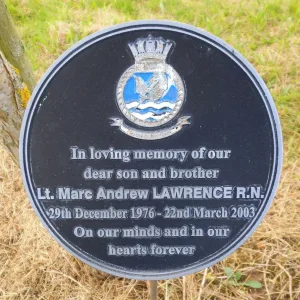 In loving memory of our
dear son and brother
Lt. Marc Andrew LAWRENCE R.N.
29th December 1976 - 22nd March 2003
On our minds and in our
hearts forever